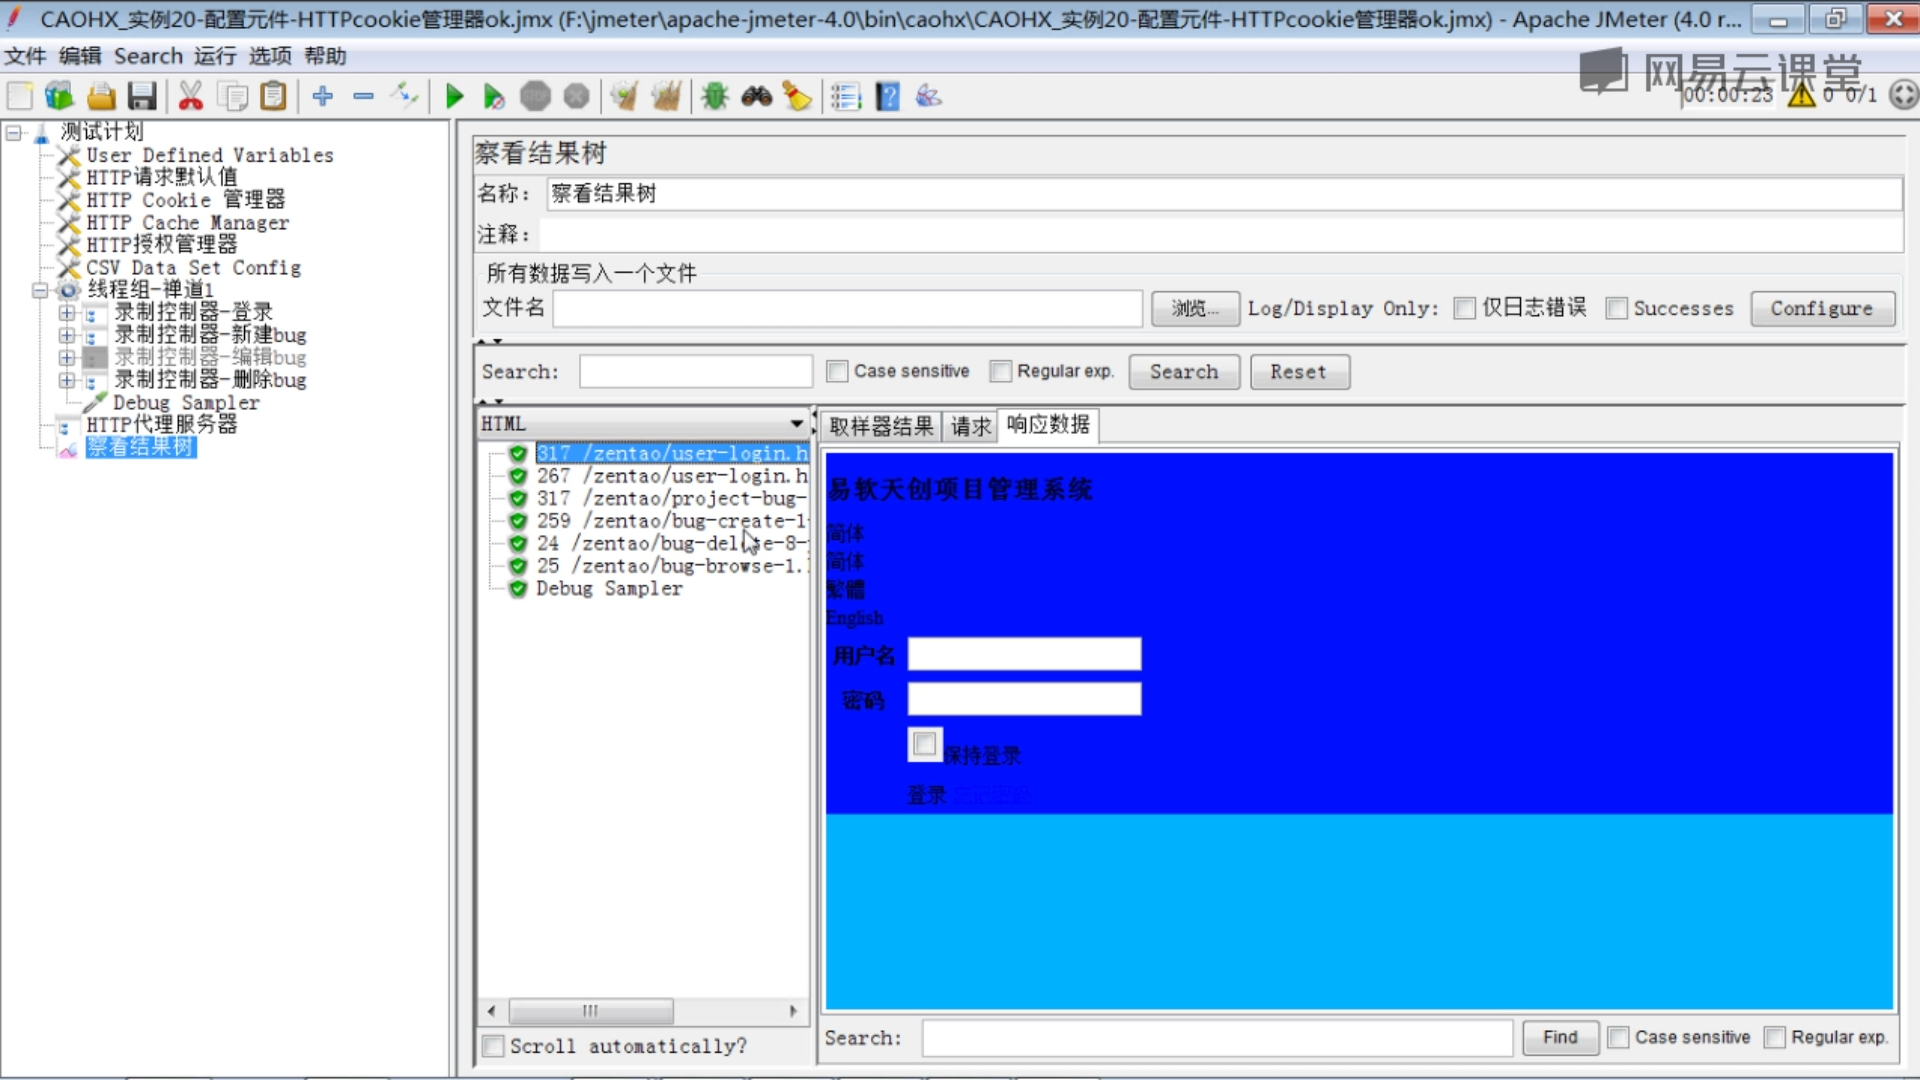 CAOHX_实例20-配置元件-HTTPcookie管理器ok.jmx (F:\jmeter\apache-jmeter-4.0\bin\caohx\CAOHX_实例20-配置元件-HTTPcookie管理器ok.jmx) - Apache JMeter (4.0 r...
文件 编辑 Search 运行 选项 帮助
网易云课堂
00:00:23 0 0/1
测试计划
User Defined Variables
HTTP请求默认值
HTTP Cookie 管理器
HTTP Cache Manager
HTTP授权管理器
CSV Data Set Config
线程组-禅道1
录制控制器-登录
录制控制器-新建bug
录制控制器-编辑bug
录制控制器-删除bug
Debug Sampler
HTTP代理服务器
察看结果树
察看结果树
名称: 察看结果树
注释:
所有数据写入一个文件
文件名 浏览... Log/Display Only: 仅日志错误 Successes Configure
Search: Case sensitive Regular exp. Search Reset
HTML
317 /zentao/user-login.h
267 /zentao/user-login.h
317 /zentao/project-bug-
259 /zentao/bug-create-1-
24 /zentao/bug-delete-8-
25 /zentao/bug-browse-1.
Debug Sampler
Scroll automatically?
取样器结果 请求 响应数据
易软天创项目管理系统
简体
简体
繁體
English
用户名
密码
保持登录
登录
Search: Find Case sensitive Regular exp.